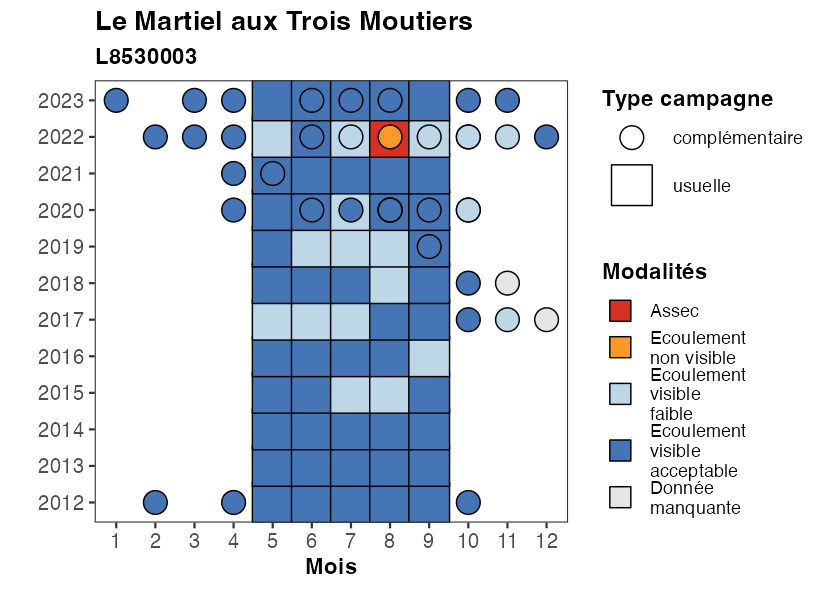 Le Martiel aux Trois Moutiers
L8530003
2023
2022
2021
2020
2019
2018
2017
2016
2015
2014
2013
2012
1 2 3 4 5 6 7 8 9 10 11 12
Mois
Type campagne
complémentaire
usuelle
Modalités
Assec
Ecoulement
non visible
Ecoulement
visible
faible
Ecoulement
visible
acceptable
Donnée
manquante